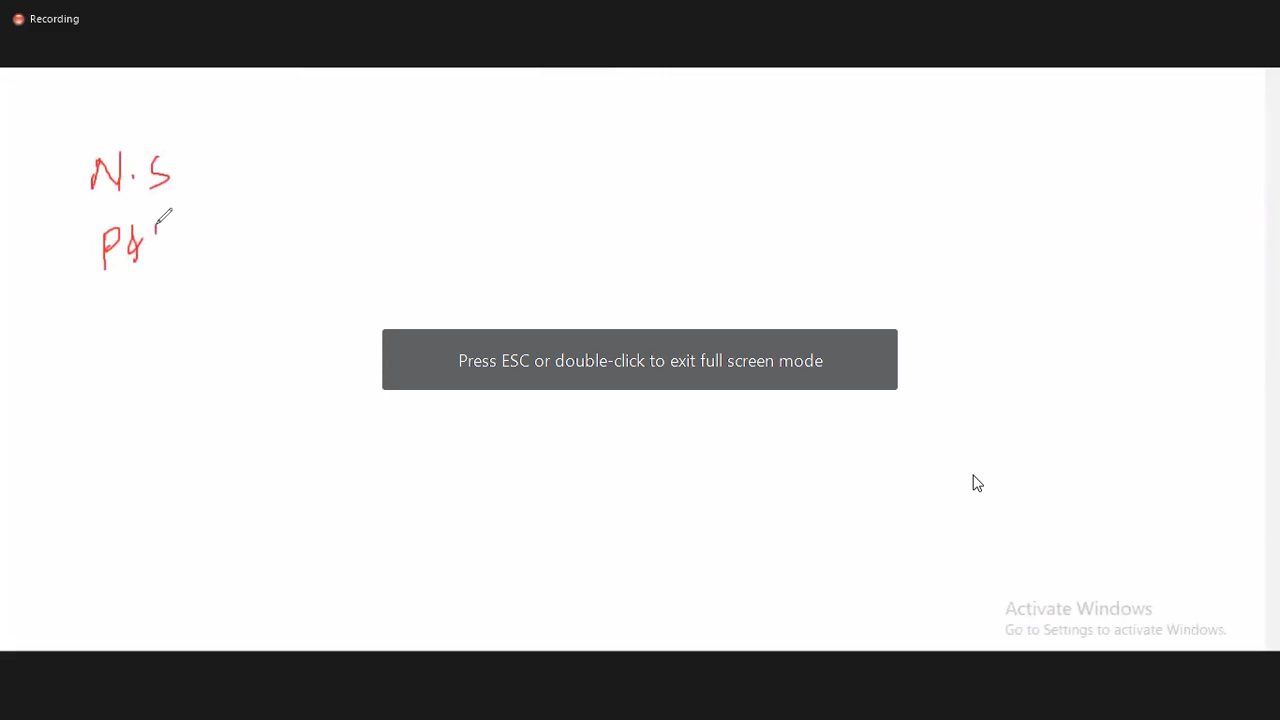 Recording
N.S
P&
Press ESC or double-click to exit full screen mode
Activate Windows
Go to Settings to activate Windows.